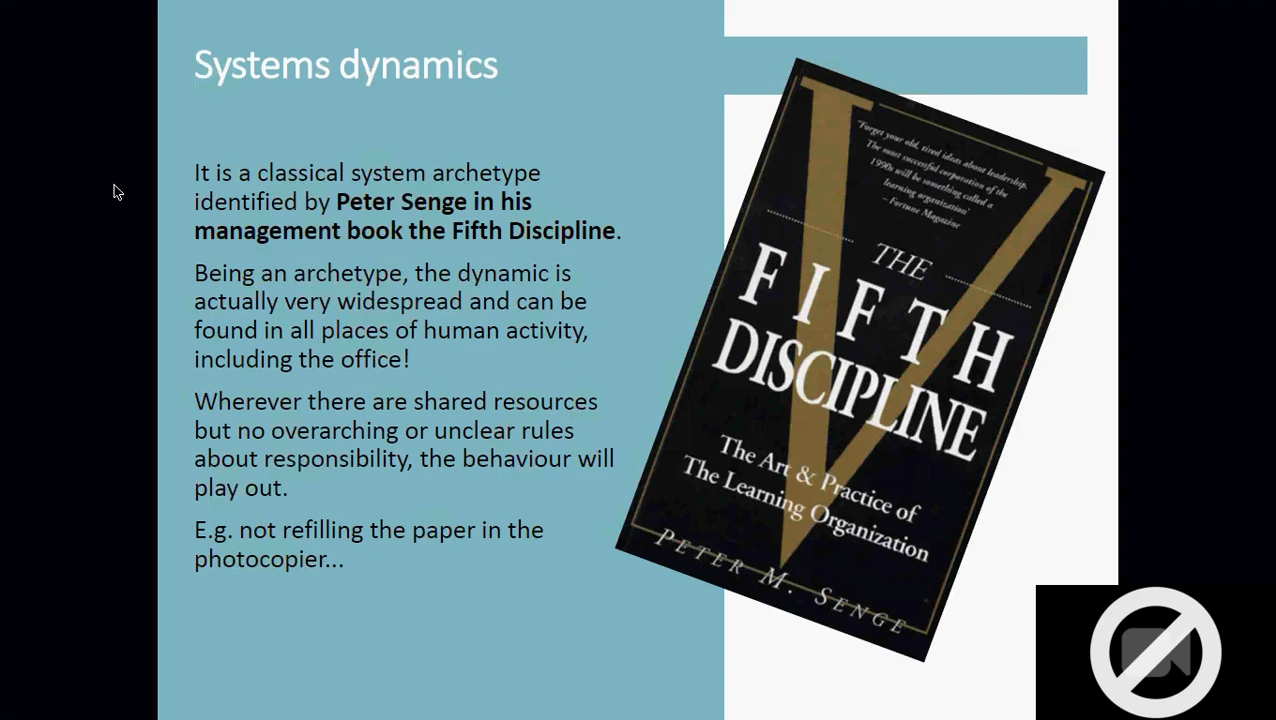 Systems dynamics
It is a classical system archetype
identified by Peter Senge in his
management book the Fifth Discipline.
Being an archetype, the dynamic is
actually very widespread and can be
found in all places of human activity,
including the office!
Wherever there are shared resources
but no overarching or unclear rules
about responsibility, the behaviour will
play out.
E.g. not refilling the paper in the
photocopier...
"Forget your old, tired ideas about leadership.
The most successful corporation of the
1990s will be something called a
learning organization'
– Fortune Magazine
THE
FIFTH
DISCIPLINE
The Art & Practice of
The Learning Organization
PETER M. SENGE